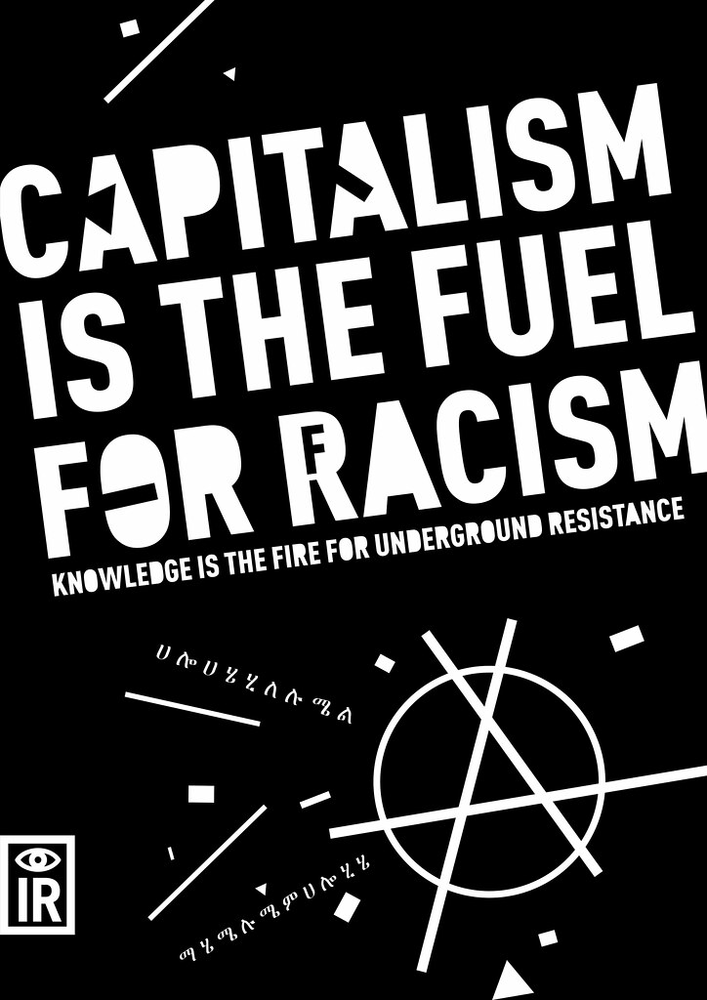 CAPITALISM
IS THE FUEL
FOR RACISM
KNOWLEDGE IS THE FIRE FOR UNDERGROUND RESISTANCE
ሀ ሎ ሀ ሄ ሂ ለ ሉ ሜ ል
ማ ሄ ሜ ሉ ሜ ም ሀ ሎ ሂ ሂ
IR